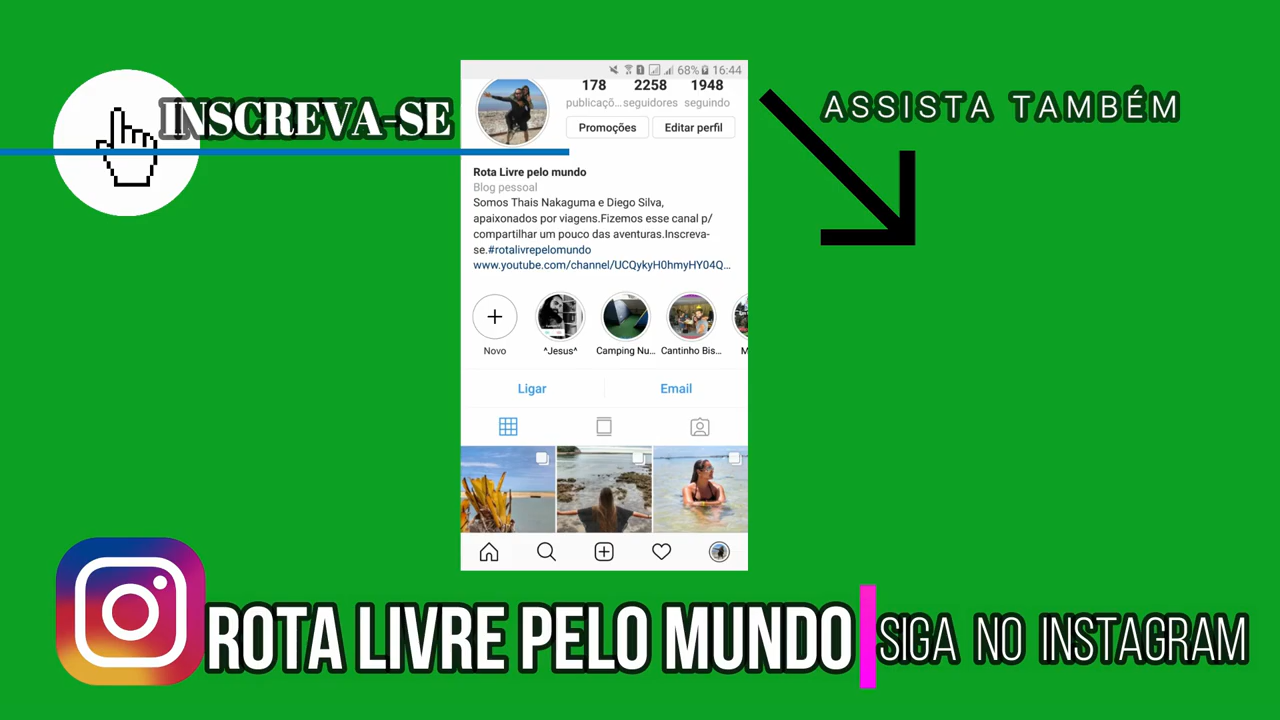 INSCREVA-SE
ASSISTA TAMBÉM
68% 16:44
178 2258 1948
publicaçõ... seguidores seguindo
Promoções Editar perfil
Rota Livre pelo mundo
Blog pessoal
Somos Thais Nakaguma e Diego Silva,
apaixonados por viagens.Fizemos esse canal p/
compartilhar um pouco das aventuras.Inscreva-
se.#rotalivrepelomundo
www.youtube.com/channel/UCQykyH0hmyHY04Q...
Novo ^Jesus^ Camping Nu... Cantinho Bis... M
Ligar Email
ROTA LIVRE PELO MUNDO
SIGA NO INSTAGRAM